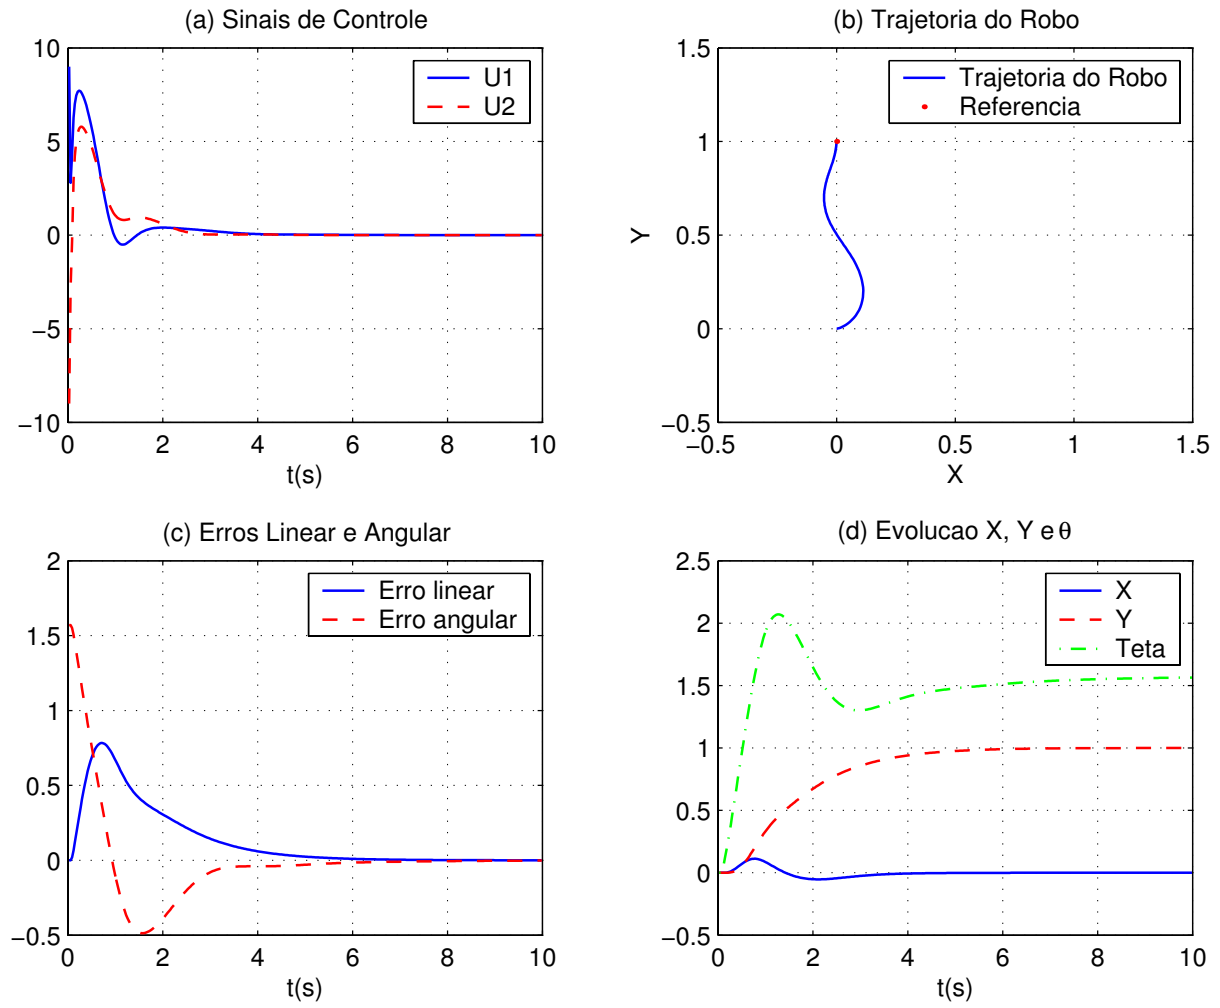 (a) Sinais de Controle
10
5
0
−5
−10
0 2 4 6 8 10
t(s)
U1
U2
(b) Trajetoria do Robo
1.5
1
0.5
0
−0.5
Y
−0.5 0 0.5 1 1.5
X
Trajetoria do Robo
Referencia
(c) Erros Linear e Angular
2
1.5
1
0.5
0
−0.5
0 2 4 6 8 10
t(s)
Erro linear
Erro angular
(d) Evolucao X, Y e θ
2.5
2
1.5
1
0.5
0
−0.5
0 2 4 6 8 10
t(s)
X
Y
Teta